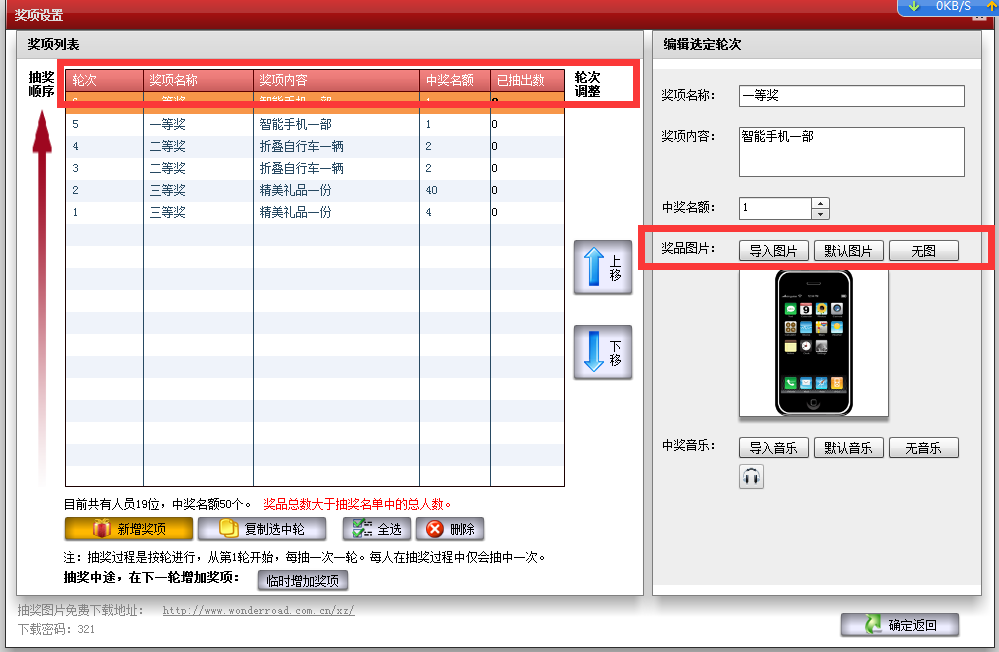 奖项设置
0KB/S
奖项列表
抽奖顺序
轮次 奖项名称 奖项内容 中奖名额 已抽出数
轮次调整
6 一等奖 智能手机一部 1 0
5 一等奖 智能手机一部 1 0
4 二等奖 折叠自行车一辆 2 0
3 二等奖 折叠自行车一辆 2 0
2 三等奖 精美礼品一份 40 0
1 三等奖 精美礼品一份 4 0
上移
下移
目前共有人员19位，中奖名额50个。 奖品总数大于抽奖名单中的总人数。
新增奖项 复制选中轮 全选 删除
注：抽奖过程是按轮进行，从第1轮开始，每抽一次一轮。每人在抽奖过程中仅会抽中一次。
抽奖中途，在下一轮增加奖项： 临时增加奖项
抽奖图片免费下载地址： http://www.wonderroad.com.cn/xz/
下载密码：321
编辑选定轮次
奖项名称： 一等奖
奖项内容： 智能手机一部
中奖名额： 1
奖品图片： 导入图片 默认图片 无图
中奖音乐： 导入音乐 默认音乐 无音乐
确定返回